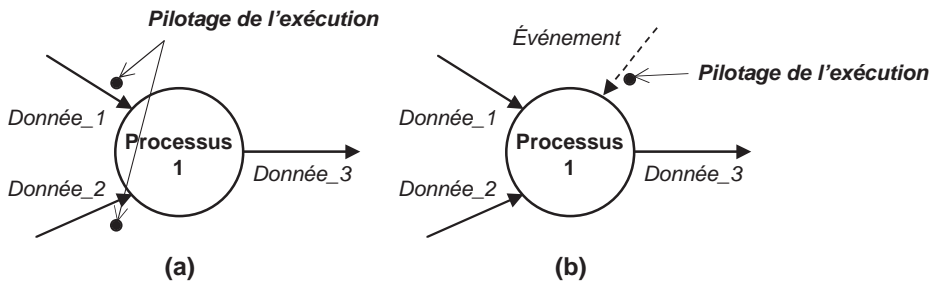 Pilotage de l'exécution
Donnée_1
Processus
1
Donnée_2
Donnée_3
(a)
Événement
Pilotage de l'exécution
Donnée_1
Processus
1
Donnée_2
Donnée_3
(b)